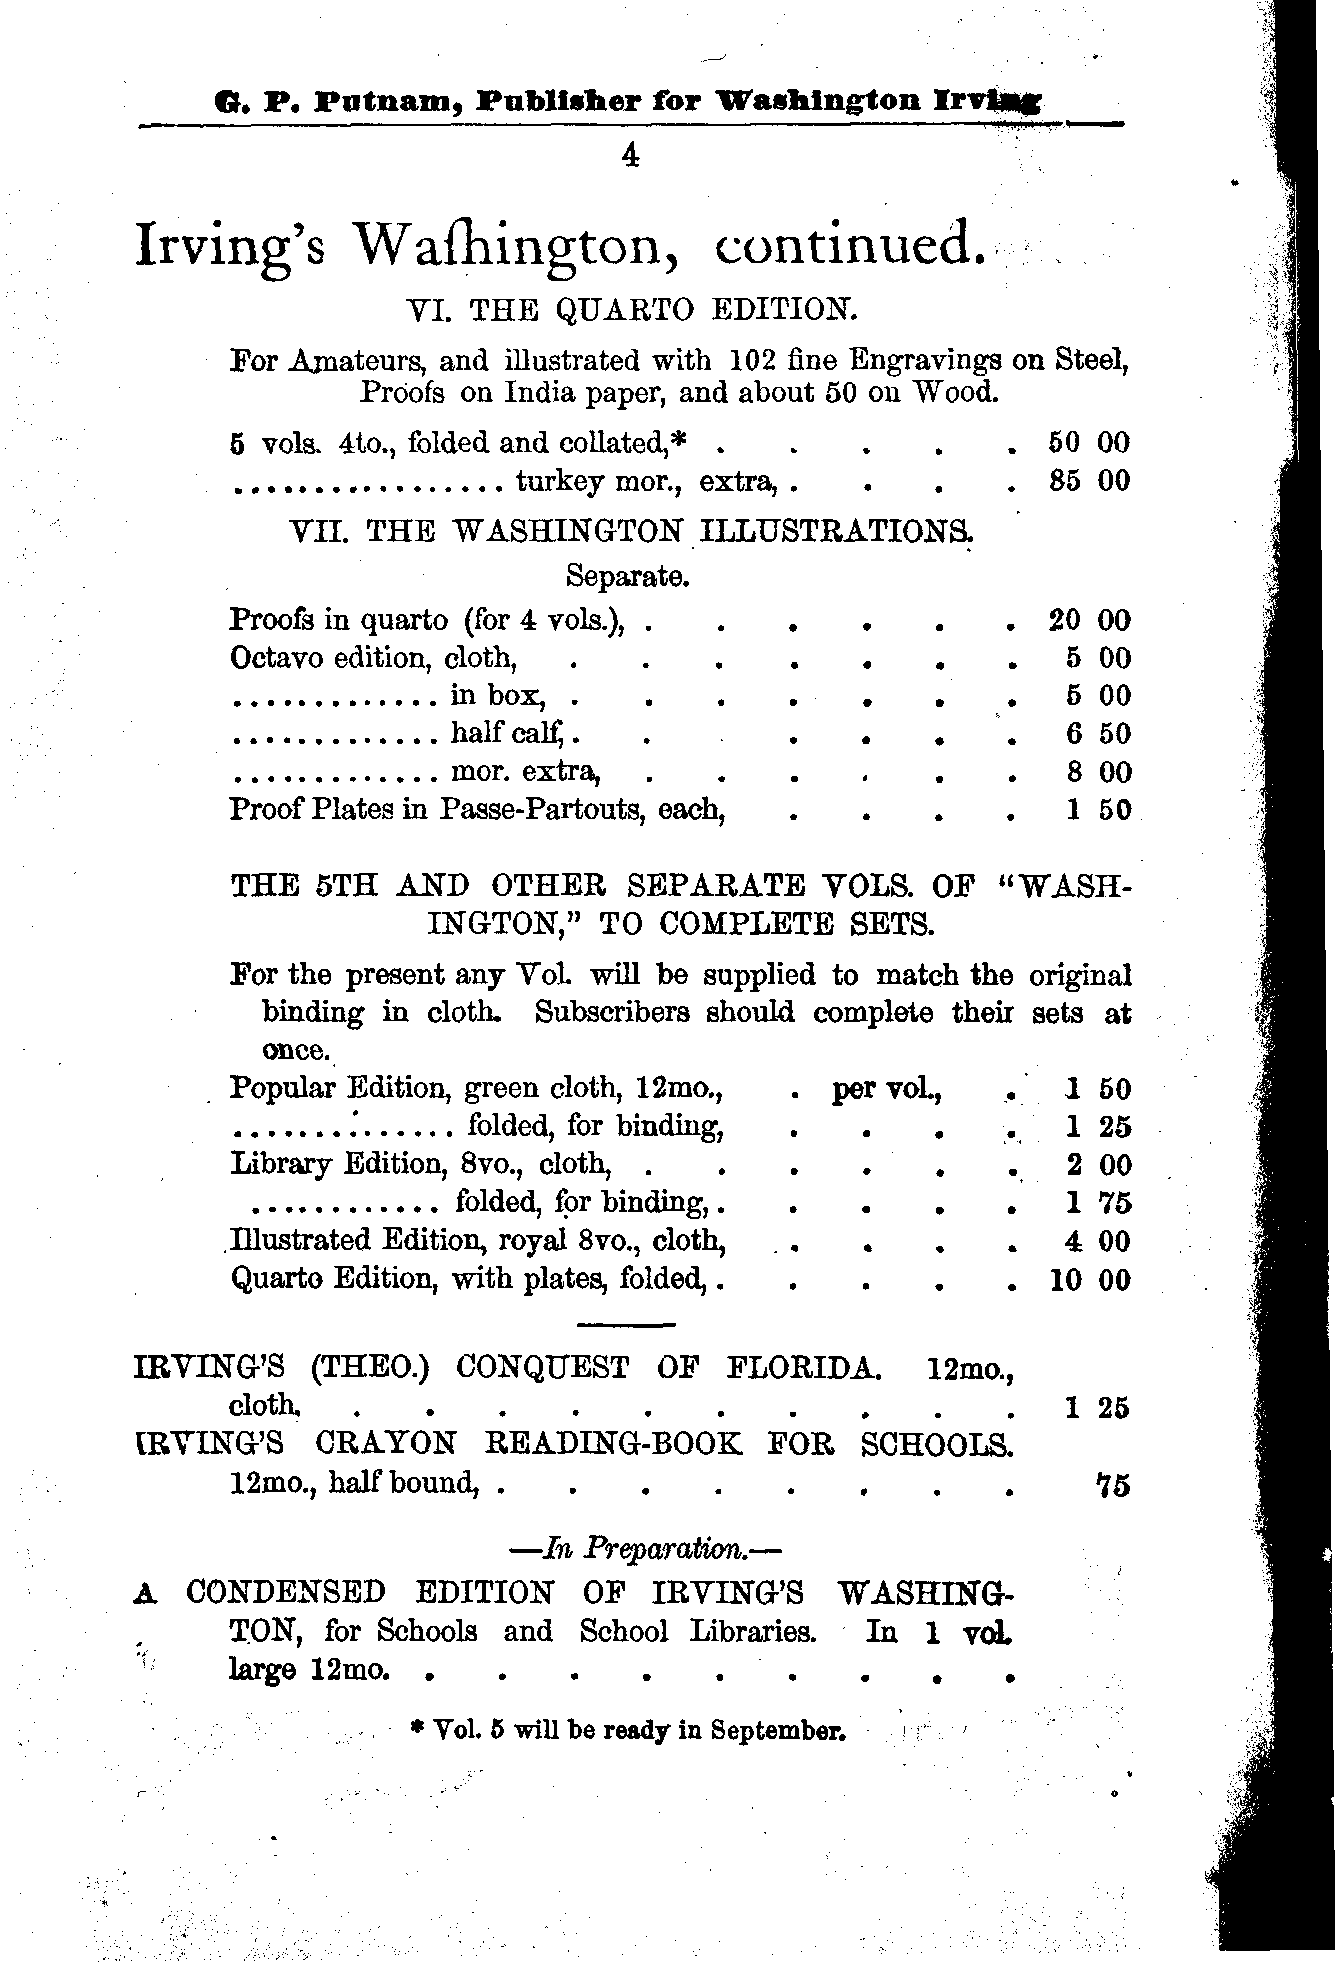 G. P. Putnam, Publisher for Washington Irving
4
Irving's Waſhington, continued.
VI. THE QUARTO EDITION.
For Amateurs, and illustrated with 102 fine Engravings on Steel,
Proofs on India paper, and about 50 on Wood.
5 vols. 4to., folded and collated,* . . . . . 50 00
................. turkey mor., extra, . . . . 85 00
VII. THE WASHINGTON ILLUSTRATIONS.
Separate.
Proofs in quarto (for 4 vols.), . . . . . . 20 00
Octavo edition, cloth, . . . . . . . 5 00
............. in box, . . . . . . . 5 00
............. half calf, . . . . . . 6 50
............. mor. extra, . . . . . . 8 00
Proof Plates in Passe-Partouts, each, . . . . 1 50
THE 5TH AND OTHER SEPARATE VOLS. OF "WASH-
INGTON," TO COMPLETE SETS.
For the present any Vol. will be supplied to match the original
binding in cloth. Subscribers should complete their sets at
once.
Popular Edition, green cloth, 12mo., . per vol., . 1 50
.............. folded, for binding, . . . . 1 25
Library Edition, 8vo., cloth, . . . . . . 2 00
............ folded, for binding, . . . . . 1 75
Illustrated Edition, royal 8vo., cloth, . . . . 4 00
Quarto Edition, with plates, folded, . . . . . 10 00
IRVING'S (THEO.) CONQUEST OF FLORIDA. 12mo.,
cloth, . . . . . . . . . . 1 25
IRVING'S CRAYON READING-BOOK FOR SCHOOLS.
12mo., half bound, . . . . . . . . 75
—In Preparation.—
A CONDENSED EDITION OF IRVING'S WASHING-
TON, for Schools and School Libraries. In 1 vol.
large 12mo. . . . . . . . . .
* Vol. 5 will be ready in September.